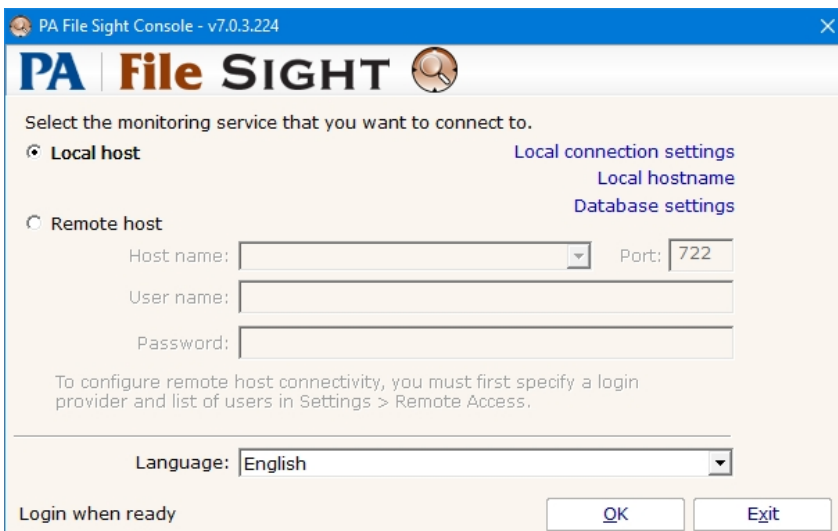 PA File Sight Console - v7.0.3.224
PA File SIGHT
Select the monitoring service that you want to connect to.
Local host
Local connection settings
Local hostname
Database settings
Remote host
Host name: Port: 722
User name:
Password:
To configure remote host connectivity, you must first specify a login
provider and list of users in Settings > Remote Access.
Language: English
Login when ready OK Exit